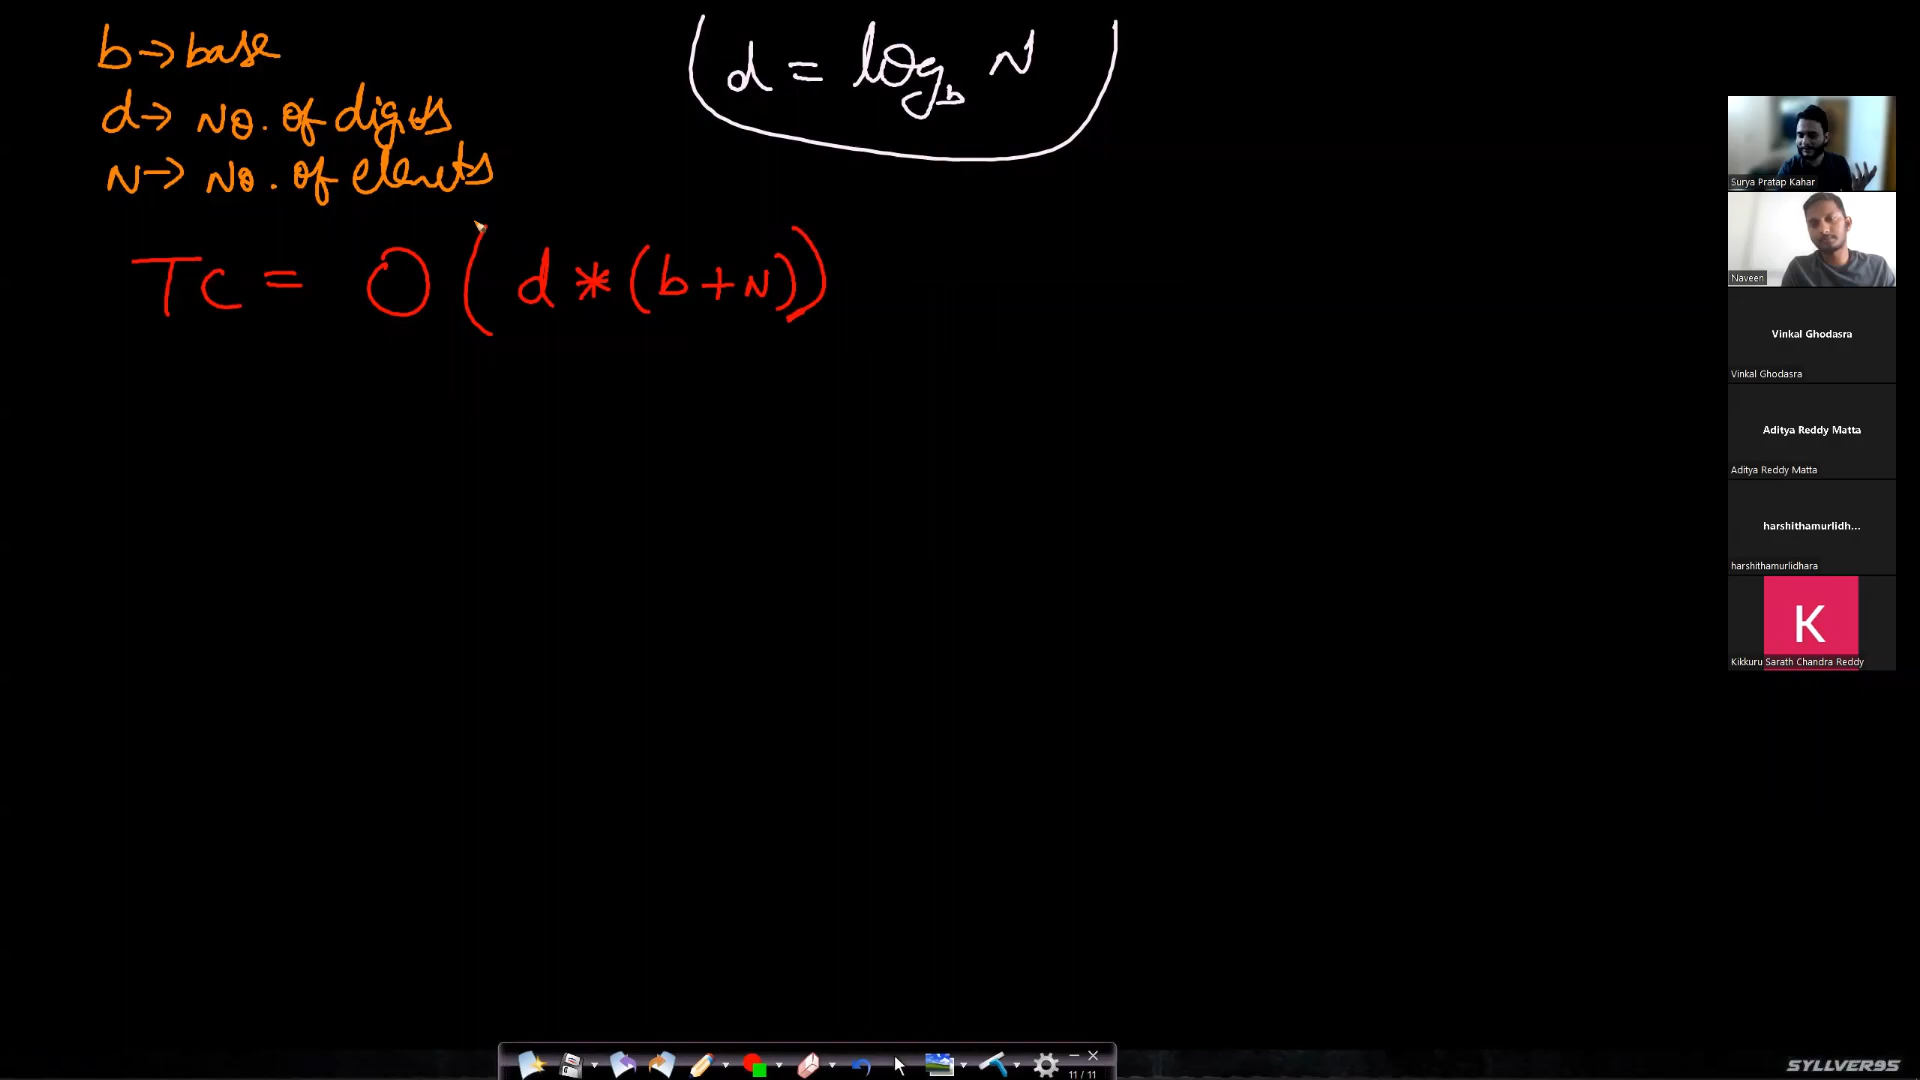 b → base
d → No. of digits
N → No. of elenets
d = log_b N
TC = O ( d * (b + N))
Surya Pratap Kahar
Naveen
Vinkal Ghodasra
Vinkal Ghodasra
Aditya Reddy Matta
Aditya Reddy Matta
harshithamurlidh...
harshithamurlidhara
K
Kikkuru Sarath Chandra Reddy
11 / 11
SYLLVER95